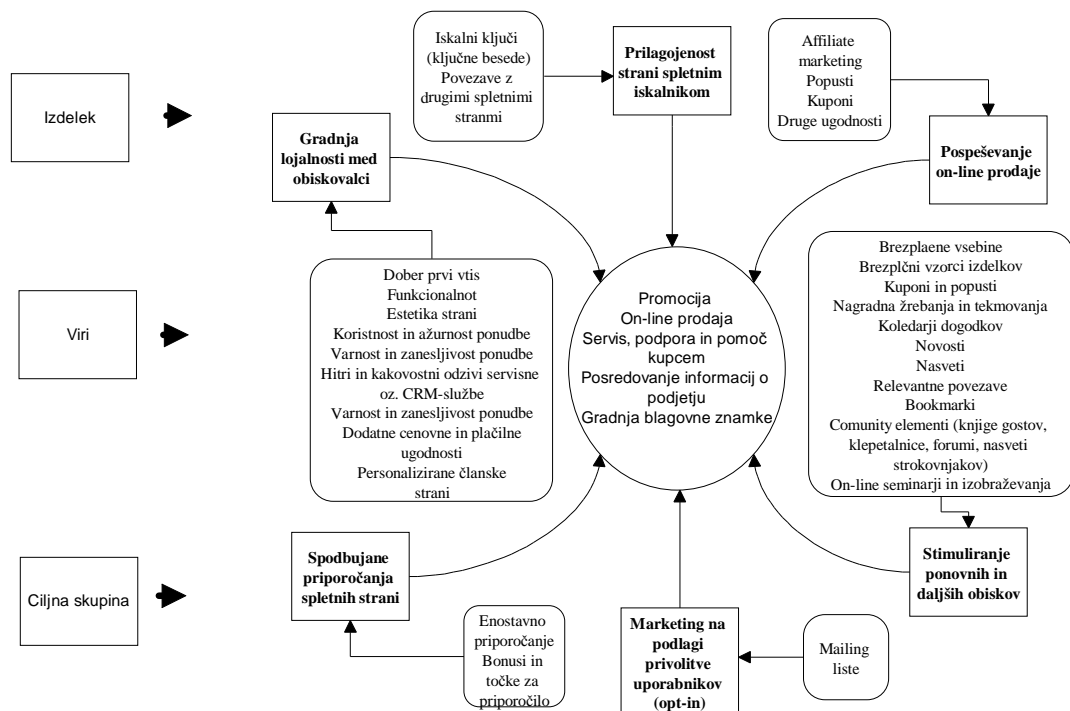 Izdelek
Viri
Ciljna skupina
Iskalni ključi
(ključne besede)
Povezave z
drugimi spletnimi
stranmi
Prilagojenost
strani spletnim
iskalnikom
Affiliate
marketing
Popusti
Kuponi
Druge ugodnosti
Gradnja
lojalnosti med
obiskovalci
Pospeševanje
on-line prodaje
Dober prvi vtis
Funkcionalnot
Estetika strani
Koristnost in ažurnost ponudbe
Varnost in zanesljivost ponudbe
Hitri in kakovostni odzivi servisne
oz. CRM-službe
Varnost in zanesljivost ponudbe
Dodatne cenovne in plačilne
ugodnosti
Personalizirane članske
strani
Promocija
On-line prodaja
Servis, podpora in pomoč
kupcem
Posredovanje informacij o
podjetju
Gradnja blagovne znamke
Brezplaene vsebine
Brezplčni vzorci izdelkov
Kuponi in popusti
Nagradna žrebanja in tekmovanja
Koledarji dogodkov
Novosti
Nasveti
Relevantne povezave
Bookmarki
Comunity elementi (knjige gostov,
klepetalnice, forumi, nasveti
strokovnjakov)
On-line seminarji in izobraževanja
Spodbujane
priporočanja
spletnih strani
Enostavno
priporočanje
Bonusi in
točke za
priporočilo
Marketing na
podlagi
privolitve
uporabnikov
(opt-in)
Mailing
liste
Stimuliranje
ponovnih in
daljših obiskov